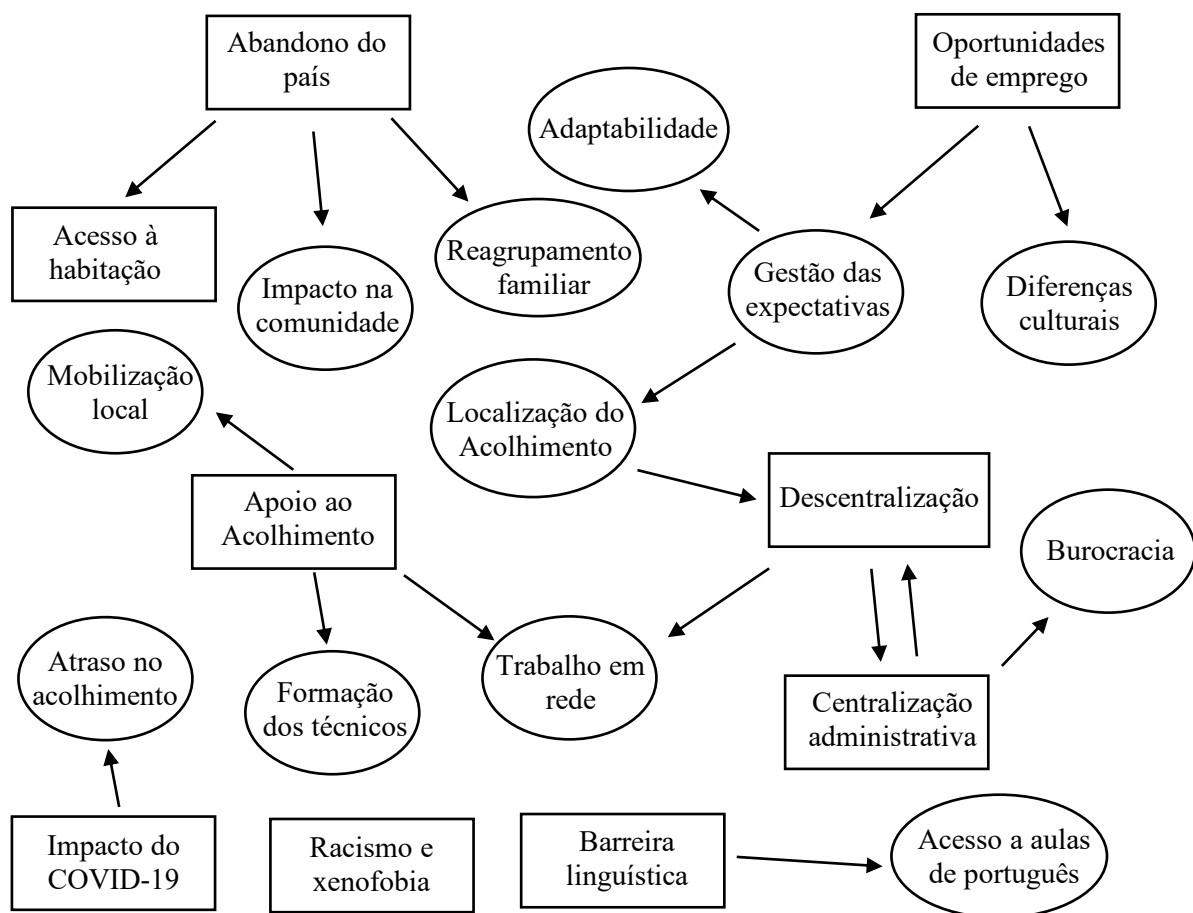 Abandono do
país
Oportunidades
de emprego
Adaptabilidade
Acesso à
habitação
Impacto na
comunidade
Reagrupamento
familiar
Gestão das
expectativas
Diferenças
culturais
Mobilização
local
Localização do
Acolhimento
Apoio ao
Acolhimento
Descentralização
Burocracia
Atraso no
acolhimento
Formação
dos técnicos
Trabalho em
rede
Centralização
administrativa
Impacto do
COVID-19
Racismo e
xenofobia
Barreira
linguística
Acesso a aulas
de português